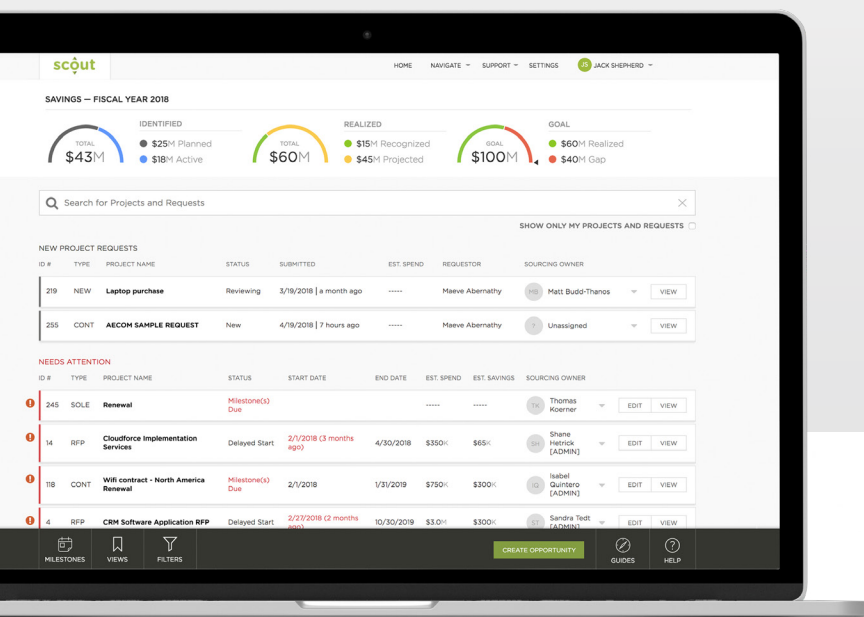 scout
HOME NAVIGATE SUPPORT SETTINGS JS JACK SHEPHERD
SAVINGS — FISCAL YEAR 2018
TOTAL
$43M
IDENTIFIED
$25M Planned
$18M Active
TOTAL
$60M
REALIZED
$15M Recognized
$45M Projected
GOAL
$100M
GOAL
$60M Realized
$40M Gap
Search for Projects and Requests
SHOW ONLY MY PROJECTS AND REQUESTS
NEW PROJECT REQUESTS
ID # TYPE PROJECT NAME STATUS SUBMITTED EST. SPEND REQUESTOR SOURCING OWNER
219 NEW Laptop purchase Reviewing 3/19/2018 | a month ago ----- Maeve Abernathy MB Matt Budd-Thanos VIEW
255 CONT AECOM SAMPLE REQUEST New 4/19/2018 | 7 hours ago ----- Maeve Abernathy ? Unassigned VIEW
NEEDS ATTENTION
ID # TYPE PROJECT NAME STATUS START DATE END DATE EST. SPEND EST. SAVINGS SOURCING OWNER
245 SOLE Renewal Milestone(s) Due ----- ----- TK Thomas Koerner EDIT VIEW
14 RFP Cloudforce Implementation Services Delayed Start 2/1/2018 (3 months ago) 4/30/2018 $350K $65K SH Shane Hetrick [ADMIN] EDIT VIEW
118 CONT Wifi contract - North America Renewal Milestone(s) Due 2/1/2018 1/31/2019 $750K $300K IQ Isabel Quintero [ADMIN] EDIT VIEW
4 RFP CRM Software Application RFP Delayed Start 2/27/2018 (2 months ago) 10/30/2019 $3.0M $300K ST Sandra Tedt [ADMIN] EDIT VIEW
MILESTONES VIEWS FILTERS CREATE OPPORTUNITY GUIDES HELP